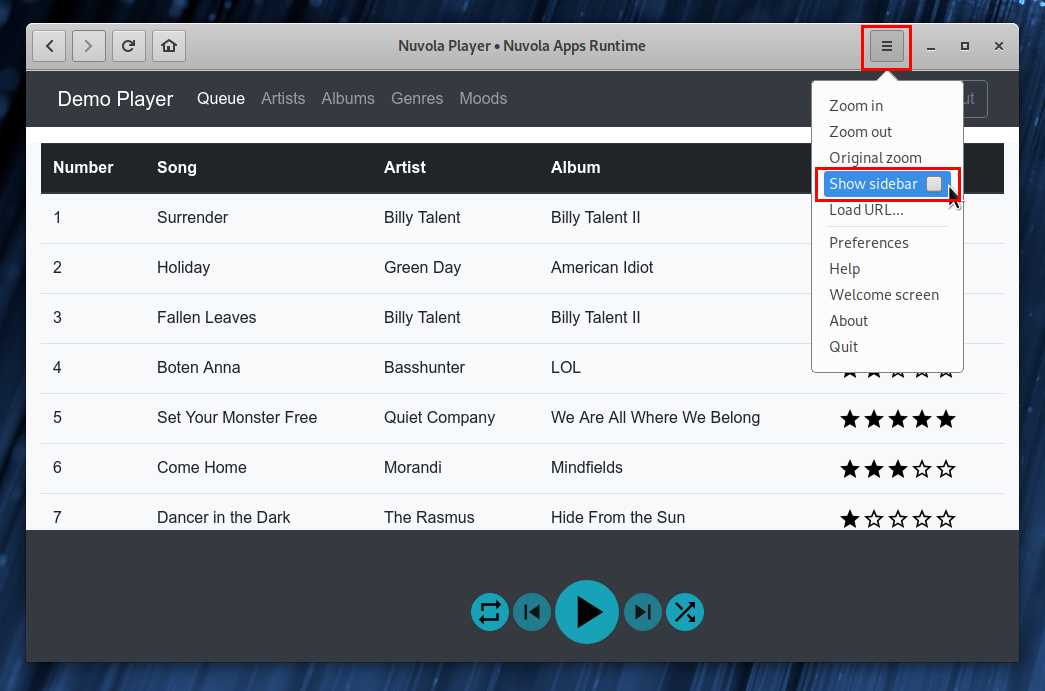 Nuvola Player • Nuvola Apps Runtime
Demo Player Queue Artists Albums Genres Moods
Zoom in
Zoom out
Original zoom
Show sidebar
Load URL...
Preferences
Help
Welcome screen
About
Quit
Number Song Artist Album
1 Surrender Billy Talent Billy Talent II
2 Holiday Green Day American Idiot
3 Fallen Leaves Billy Talent Billy Talent II
4 Boten Anna Basshunter LOL
5 Set Your Monster Free Quiet Company We Are All Where We Belong
6 Come Home Morandi Mindfields
7 Dancer in the Dark The Rasmus Hide From the Sun